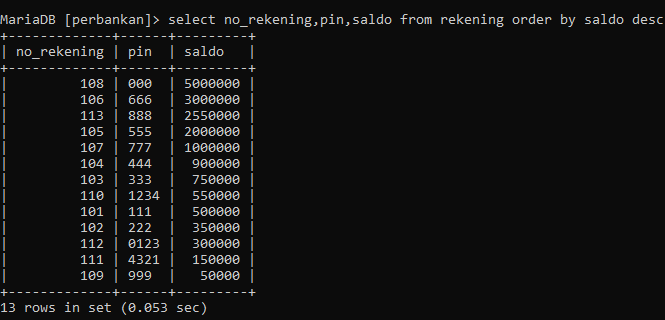 MariaDB [perbankan]> select no_rekening,pin,saldo from rekening order by saldo desc
+-------------+------+---------+
| no_rekening | pin  | saldo   |
+-------------+------+---------+
|         108 | 000  | 5000000 |
|         106 | 666  | 3000000 |
|         113 | 888  | 2550000 |
|         105 | 555  | 2000000 |
|         107 | 777  | 1000000 |
|         104 | 444  |  900000 |
|         103 | 333  |  750000 |
|         110 | 1234 |  550000 |
|         101 | 111  |  500000 |
|         102 | 222  |  350000 |
|         112 | 0123 |  300000 |
|         111 | 4321 |  150000 |
|         109 | 999  |   50000 |
+-------------+------+---------+
13 rows in set (0.053 sec)